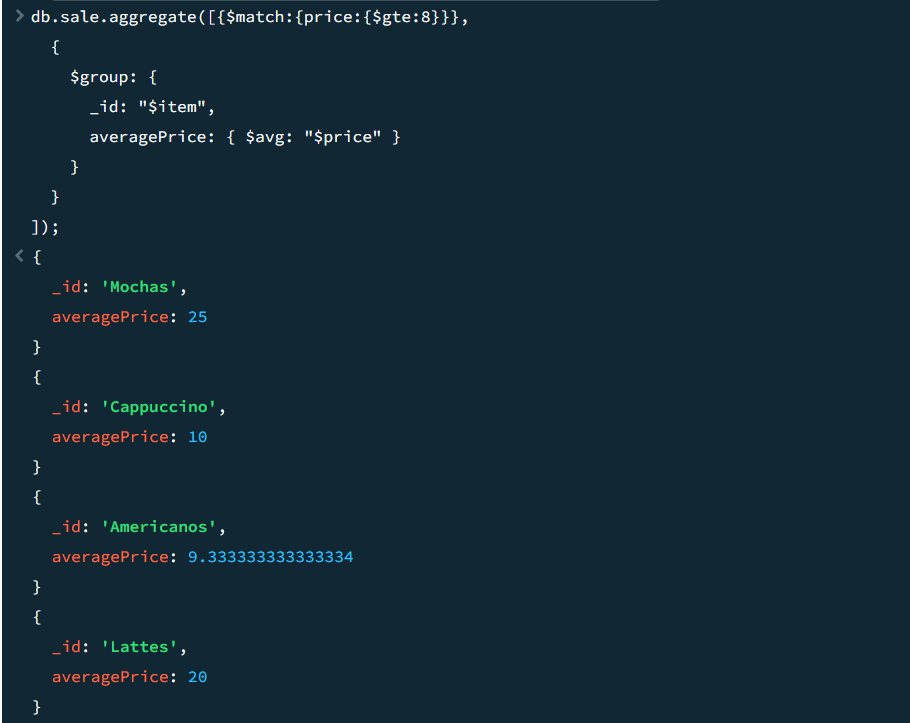 > db.sale.aggregate([{$match:{price:{$gte:8}}},
{
$group: {
_id: "$item",
averagePrice: { $avg: "$price" }
}
}
]);
< {
_id: 'Mochas',
averagePrice: 25
}
{
_id: 'Cappuccino',
averagePrice: 10
}
{
_id: 'Americanos',
averagePrice: 9.333333333333334
}
{
_id: 'Lattes',
averagePrice: 20
}